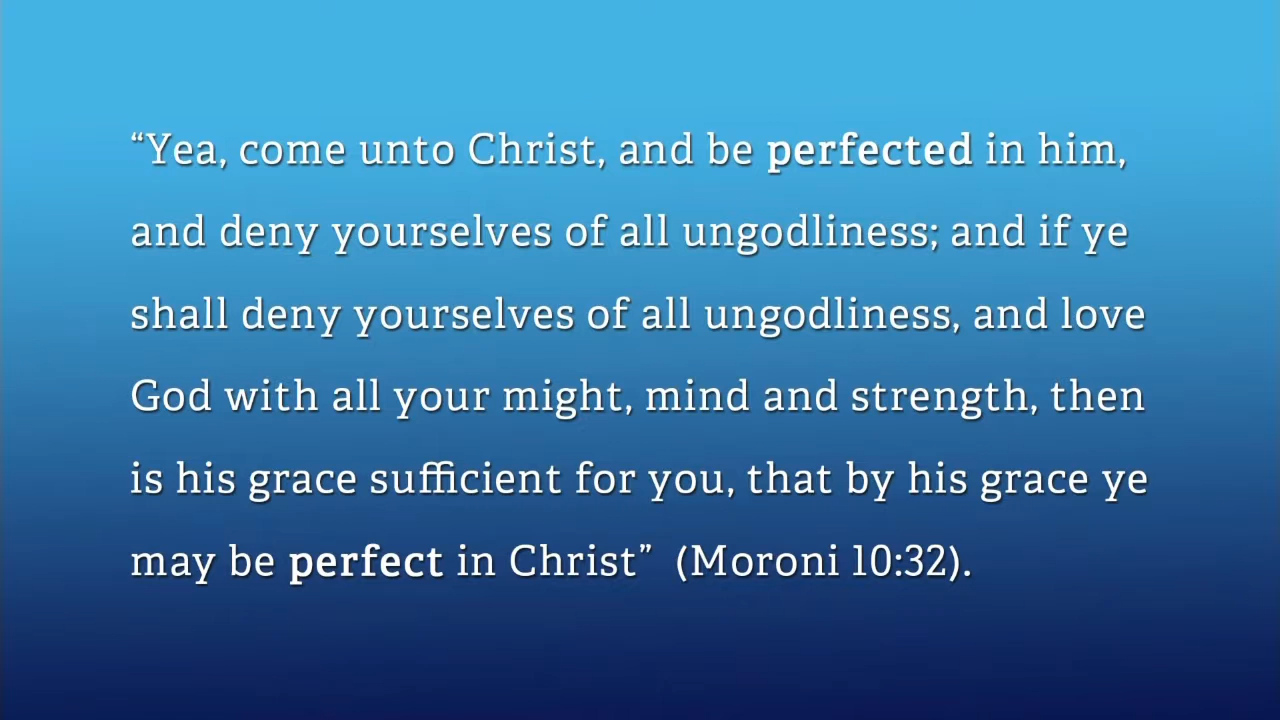 “Yea, come unto Christ, and be perfected in him,
and deny yourselves of all ungodliness; and if ye
shall deny yourselves of all ungodliness, and love
God with all your might, mind and strength, then
is his grace sufficient for you, that by his grace ye
may be perfect in Christ” (Moroni 10:32).